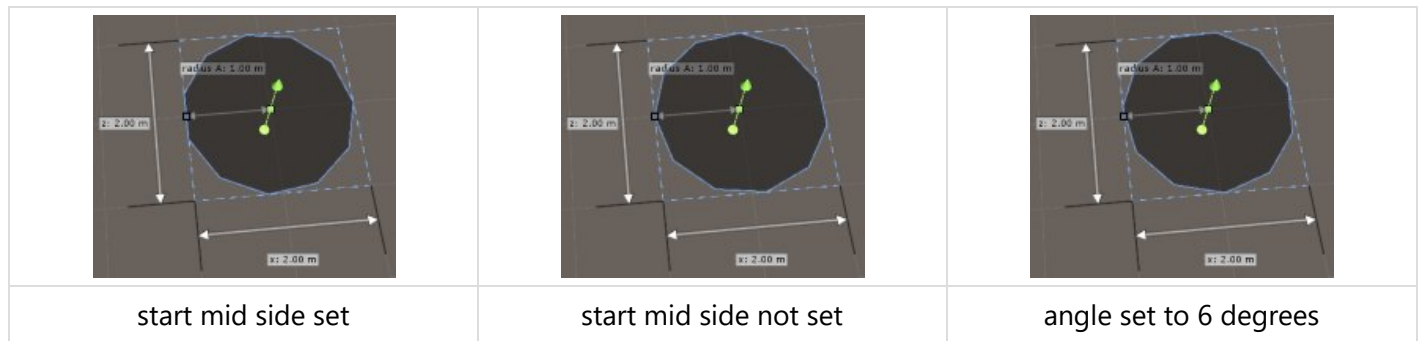 radius A: 1.00 m
z: 2.00 m
x: 2.00 m
radius A: 1.00 m
z: 2.00 m
x: 2.00 m
radius A: 1.00 m
z: 2.00 m
x: 2.00 m
start mid side set
start mid side not set
angle set to 6 degrees